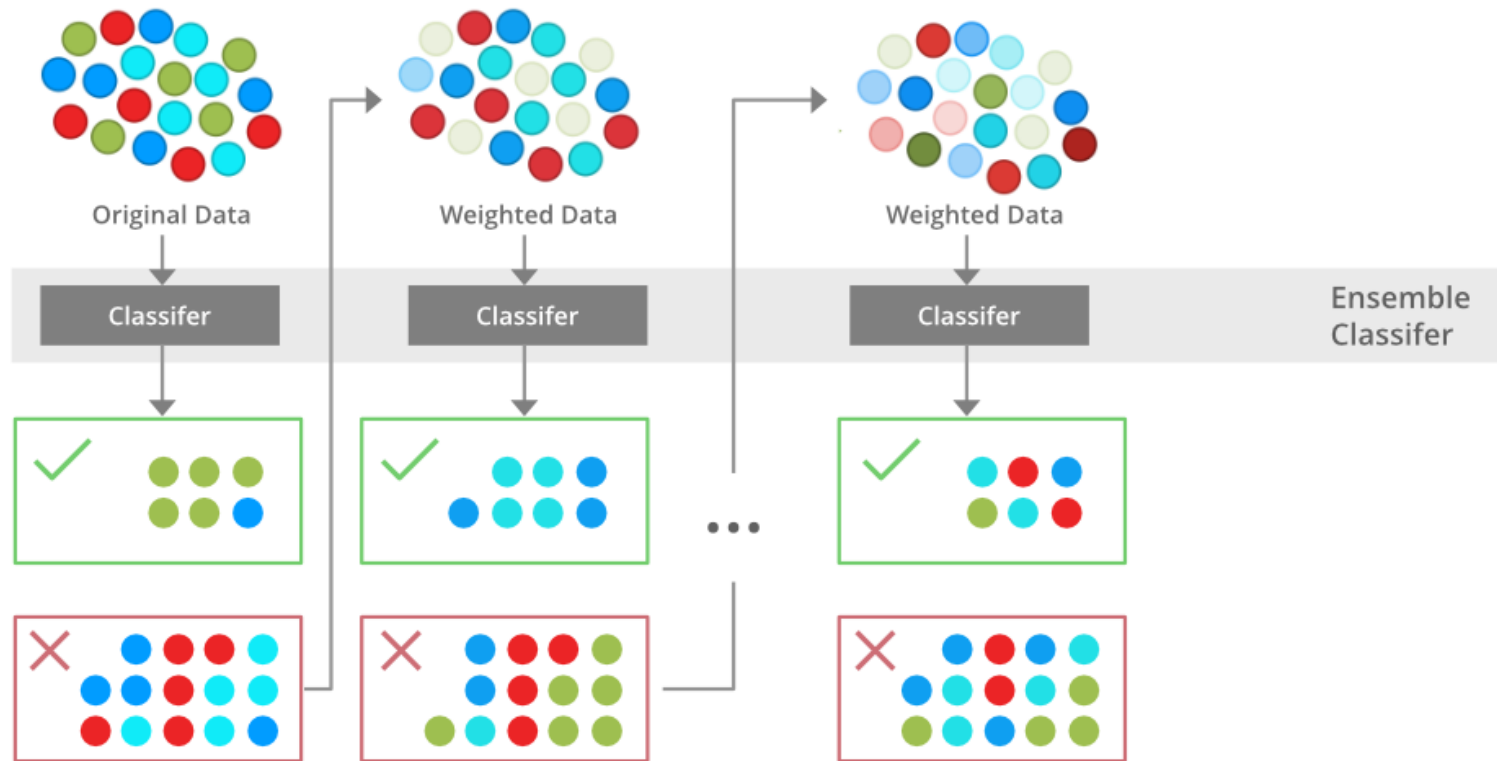 Original Data
Weighted Data
Weighted Data
Classifer
Classifer
Classifer
Ensemble
Classifer